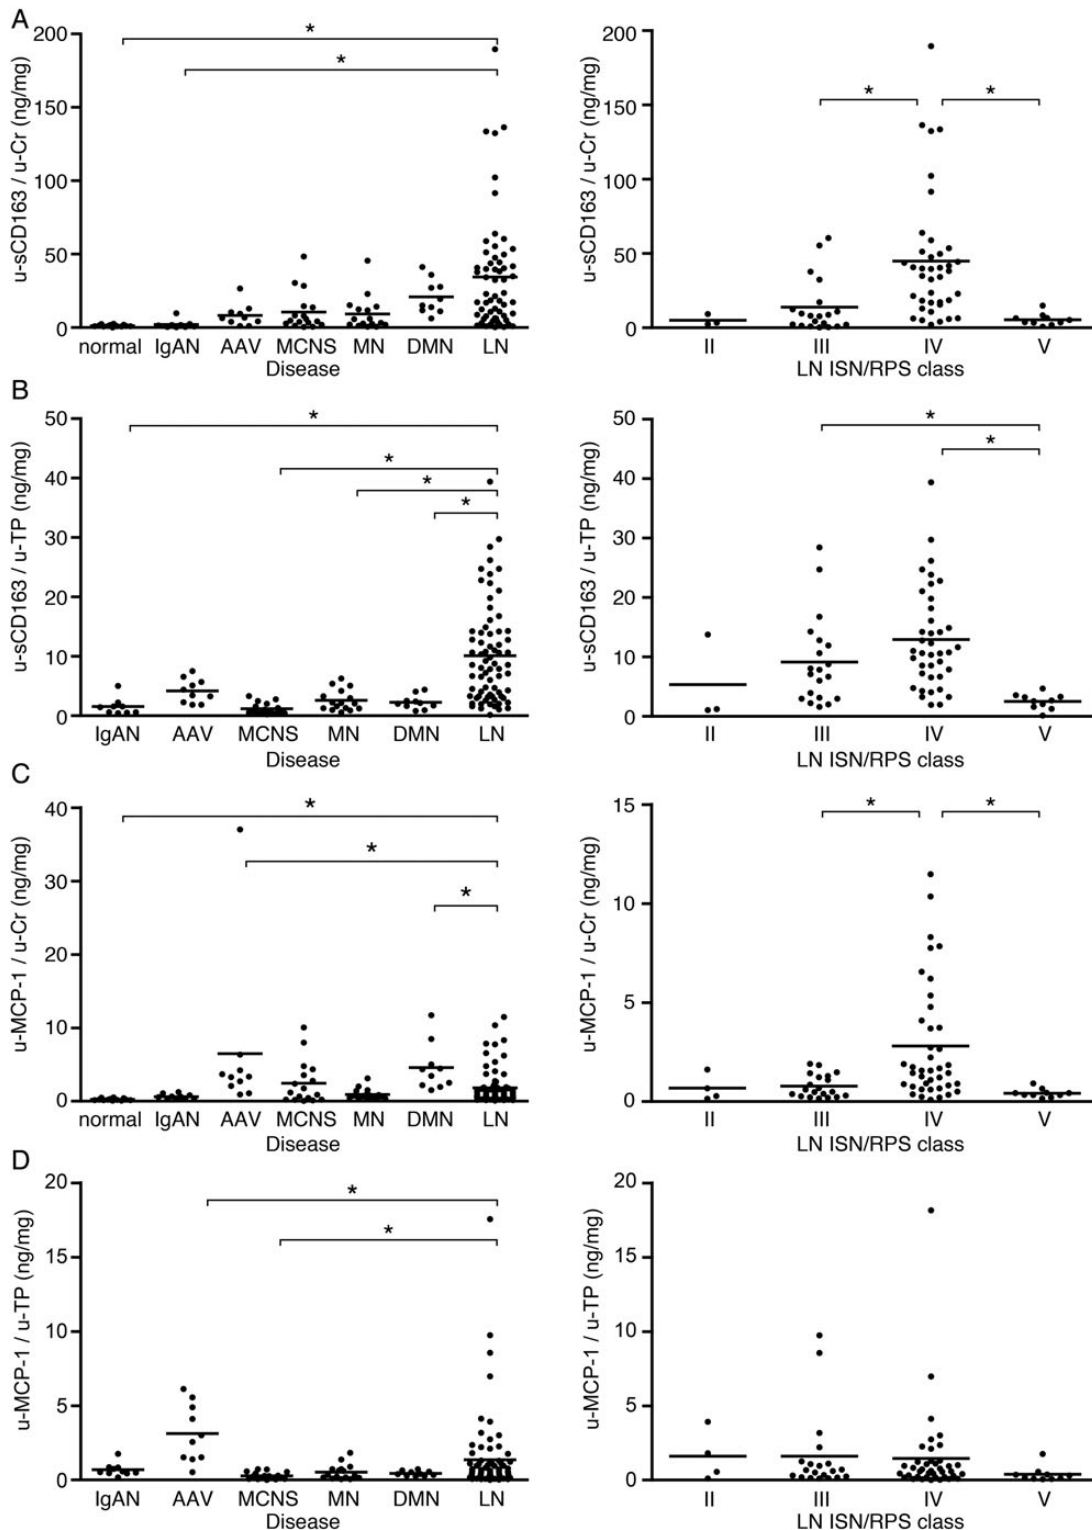 A
u-sCD163 / u-Cr (ng/mg)
200
150
100
50
0
* *
normal IgAN AAV MCNS MN DMN LN
Disease
u-sCD163 / u-Cr (ng/mg)
200
150
100
50
0
* *
II III IV V
LN ISN/RPS class
B
u-sCD163 / u-TP (ng/mg)
50
40
30
20
10
0
* * * *
IgAN AAV MCNS MN DMN LN
Disease
u-sCD163 / u-TP (ng/mg)
50
40
30
20
10
0
* *
II III IV V
LN ISN/RPS class
C
u-MCP-1 / u-Cr (ng/mg)
40
30
20
10
0
* * *
normal IgAN AAV MCNS MN DMN LN
Disease
u-MCP-1 / u-Cr (ng/mg)
15
10
5
0
* *
II III IV V
LN ISN/RPS class
D
u-MCP-1 / u-TP (ng/mg)
20
15
10
5
0
* *
IgAN AAV MCNS MN DMN LN
Disease
u-MCP-1 / u-TP (ng/mg)
20
15
10
5
0
II III IV V
LN ISN/RPS class